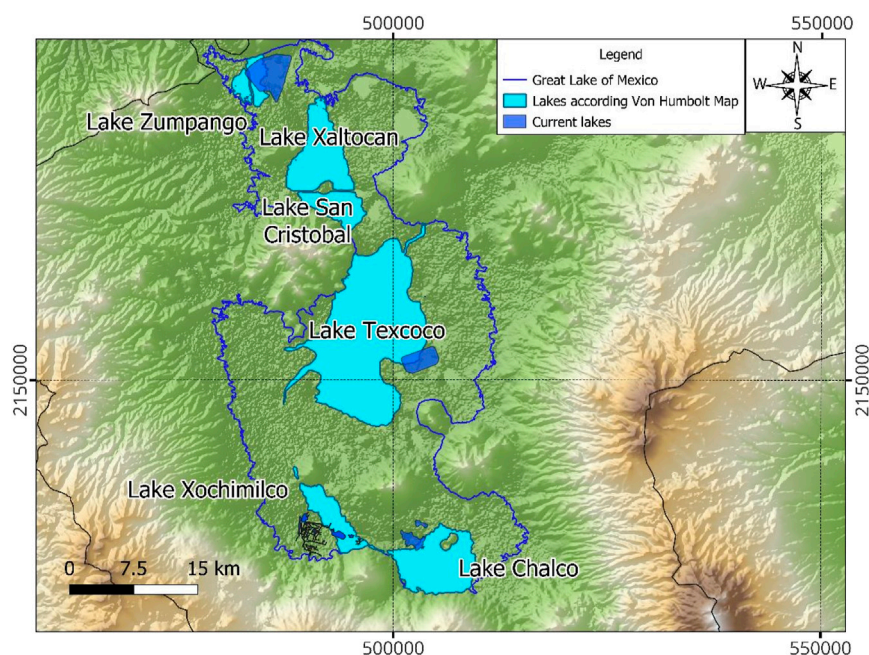 500000
550000
Legend
Great Lake of Mexico
Lakes according Von Humbolt Map
Current lakes
N
W
E
S
Lake Zumpango
Lake Xaltocan
Lake San
Cristobal
Lake Texcoco
2150000
2150000
Lake Xochimilco
0 7.5 15 km
Lake Chalco
500000
550000